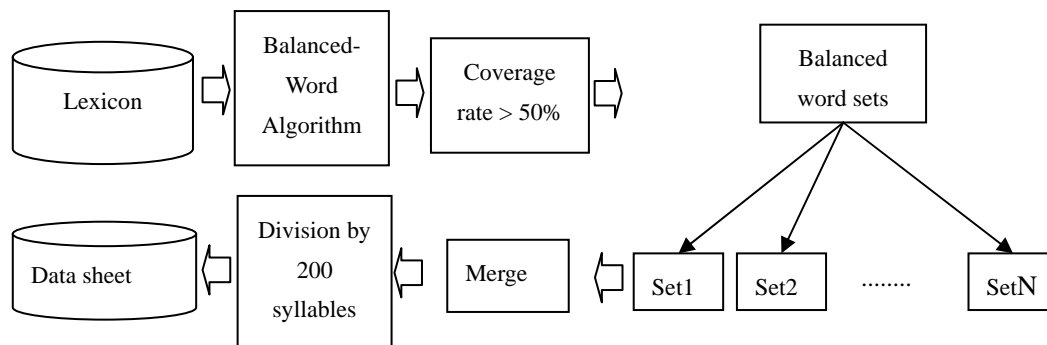 Lexicon
Balanced-
Word
Algorithm
Coverage
rate > 50%
Balanced
word sets
Data sheet
Division by
200
syllables
Merge
Set1
Set2
........
SetN